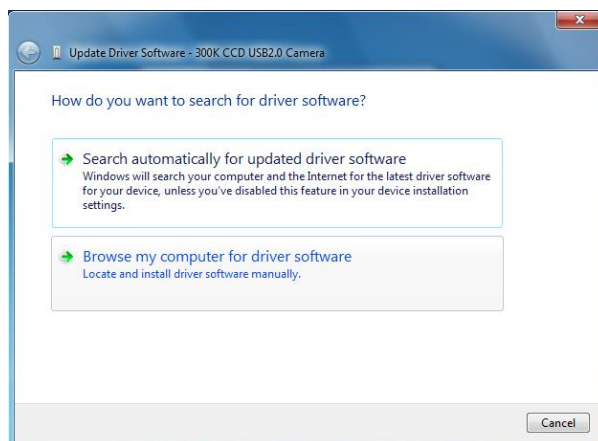 Update Driver Software - 300K CCD USB2.0 Camera
How do you want to search for driver software?
Search automatically for updated driver software
Windows will search your computer and the Internet for the latest driver software
for your device, unless you've disabled this feature in your device installation
settings.
Browse my computer for driver software
Locate and install driver software manually.
Cancel